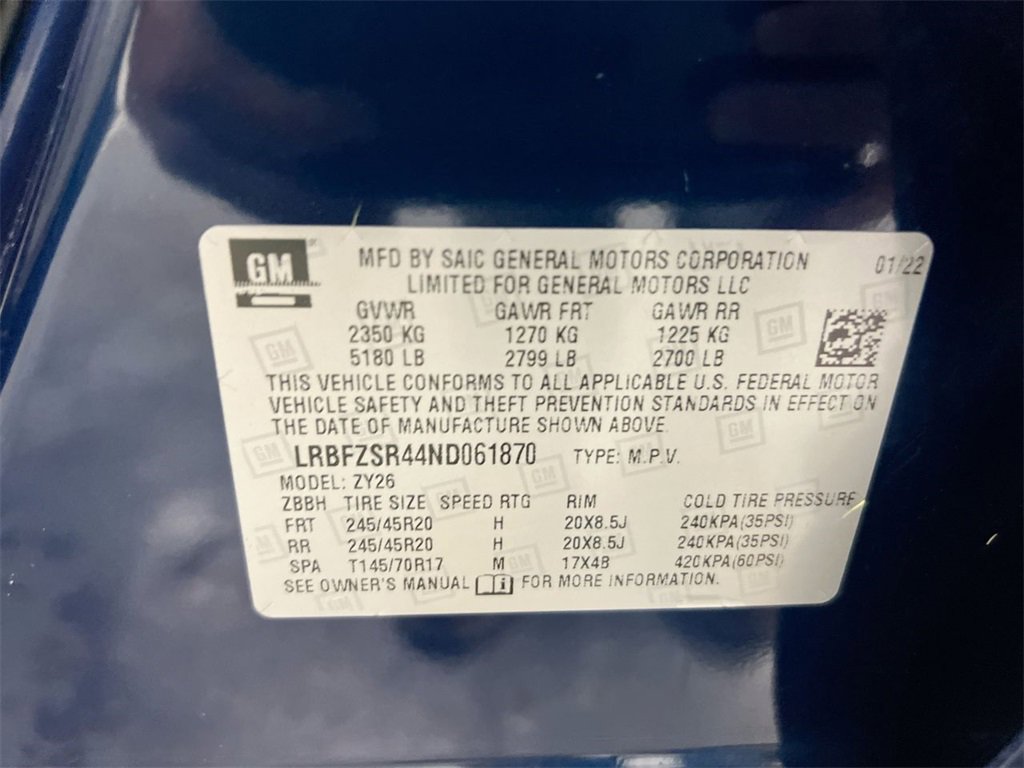 GM
MFD BY SAIC GENERAL MOTORS CORPORATION 01/22
LIMITED FOR GENERAL MOTORS LLC
GVWR GAWR FRT GAWR RR
2350 KG 1270 KG 1225 KG
5180 LB 2799 LB 2700 LB
THIS VEHICLE CONFORMS TO ALL APPLICABLE U.S. FEDERAL MOTOR
VEHICLE SAFETY AND THEFT PREVENTION STANDARDS IN EFFECT ON
THE DATE OF MANUFACTURE SHOWN ABOVE.
LRBFZSR44ND061870 TYPE: M.P.V.
MODEL: ZY26
ZBBH TIRE SIZE SPEED RTG RIM COLD TIRE PRESSURE
FRT 245/45R20 H 20X8.5J 240KPA(35PSI)
RR 245/45R20 H 20X8.5J 240KPA(35PSI)
SPA T145/70R17 M 17X4B 420KPA(60PSI)
SEE OWNER'S MANUAL FOR MORE INFORMATION.